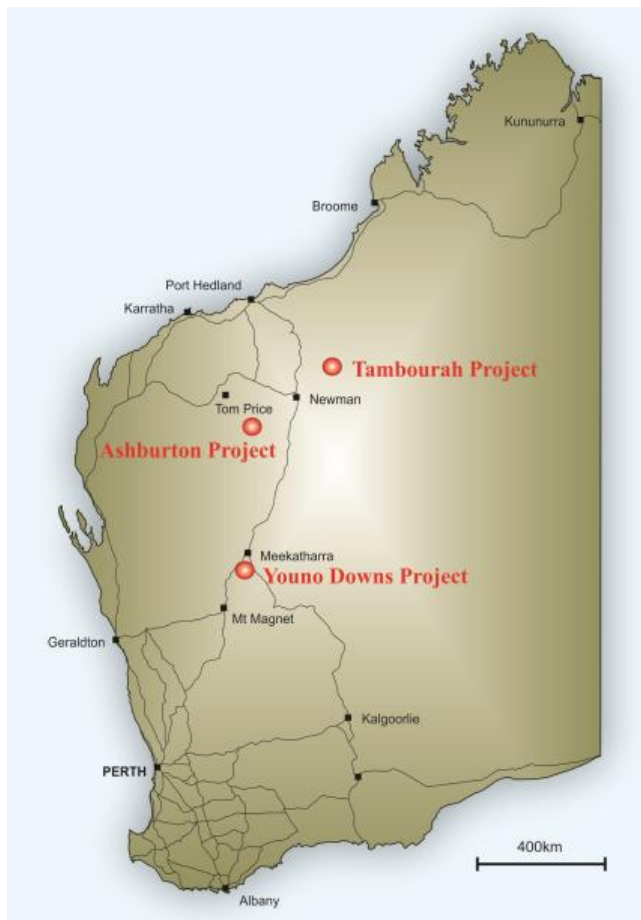 Kununurra
Broome
Port Hedland
Karratha
Tambourah Project
Newman
Tom Price
Ashburton Project
Meekatharra
Youno Downs Project
Mt Magnet
Geraldton
Kalgoorlie
PERTH
400km
Albany